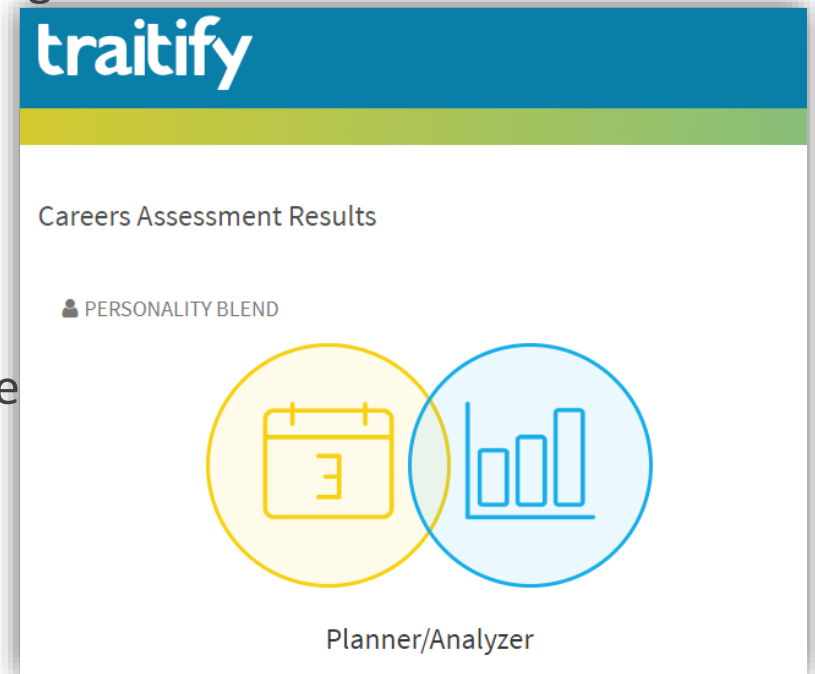 g
traitify
Careers Assessment Results
PERSONALITY BLEND
e
3
Planner/Analyzer